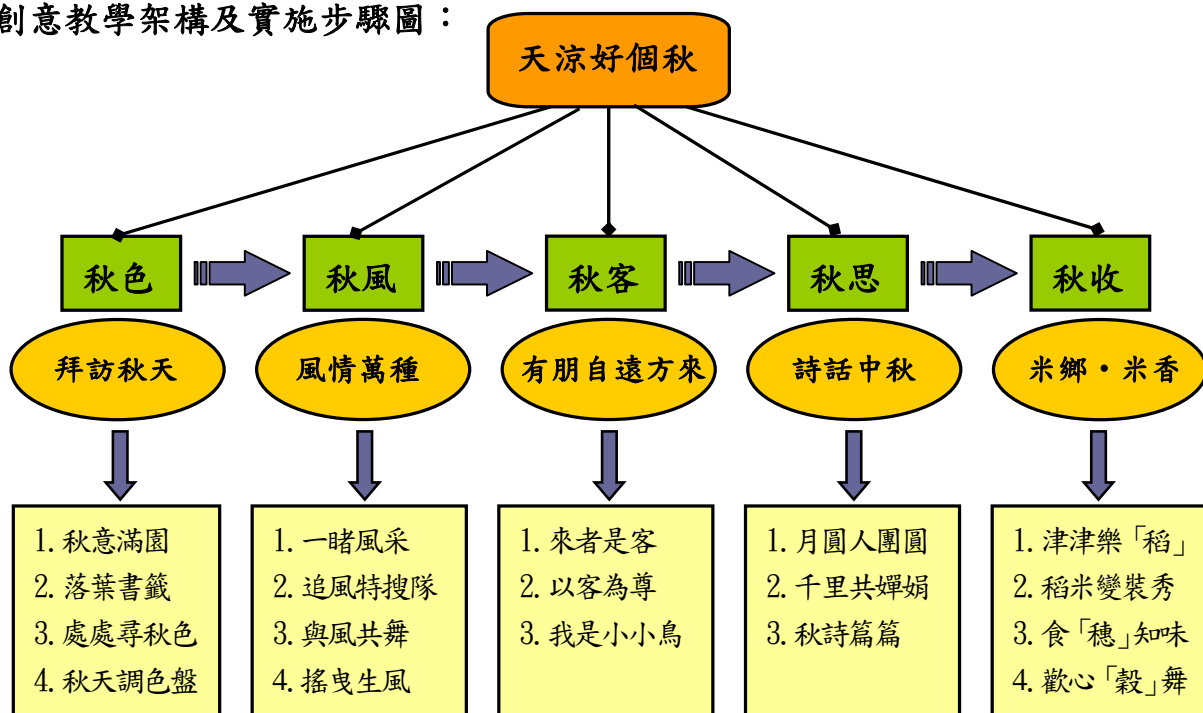 創意教學架構及實施步驟圖：
天涼好個秋
秋色
秋風
秋客
秋思
秋收
拜訪秋天
風情萬種
有朋自遠方來
詩話中秋
米鄉・米香
1. 秋意滿園
2. 落葉書籤
3. 處處尋秋色
4. 秋天調色盤
1. 一睹風采
2. 追風特搜隊
3. 與風共舞
4. 搖曳生風
1. 來者是客
2. 以客為尊
3. 我是小小鳥
1. 月圓人團圓
2. 千里共嬋娟
3. 秋詩篇篇
1. 津津樂「稻」
2. 稻米變裝秀
3. 食「穗」知味
4. 歡心「穀」舞